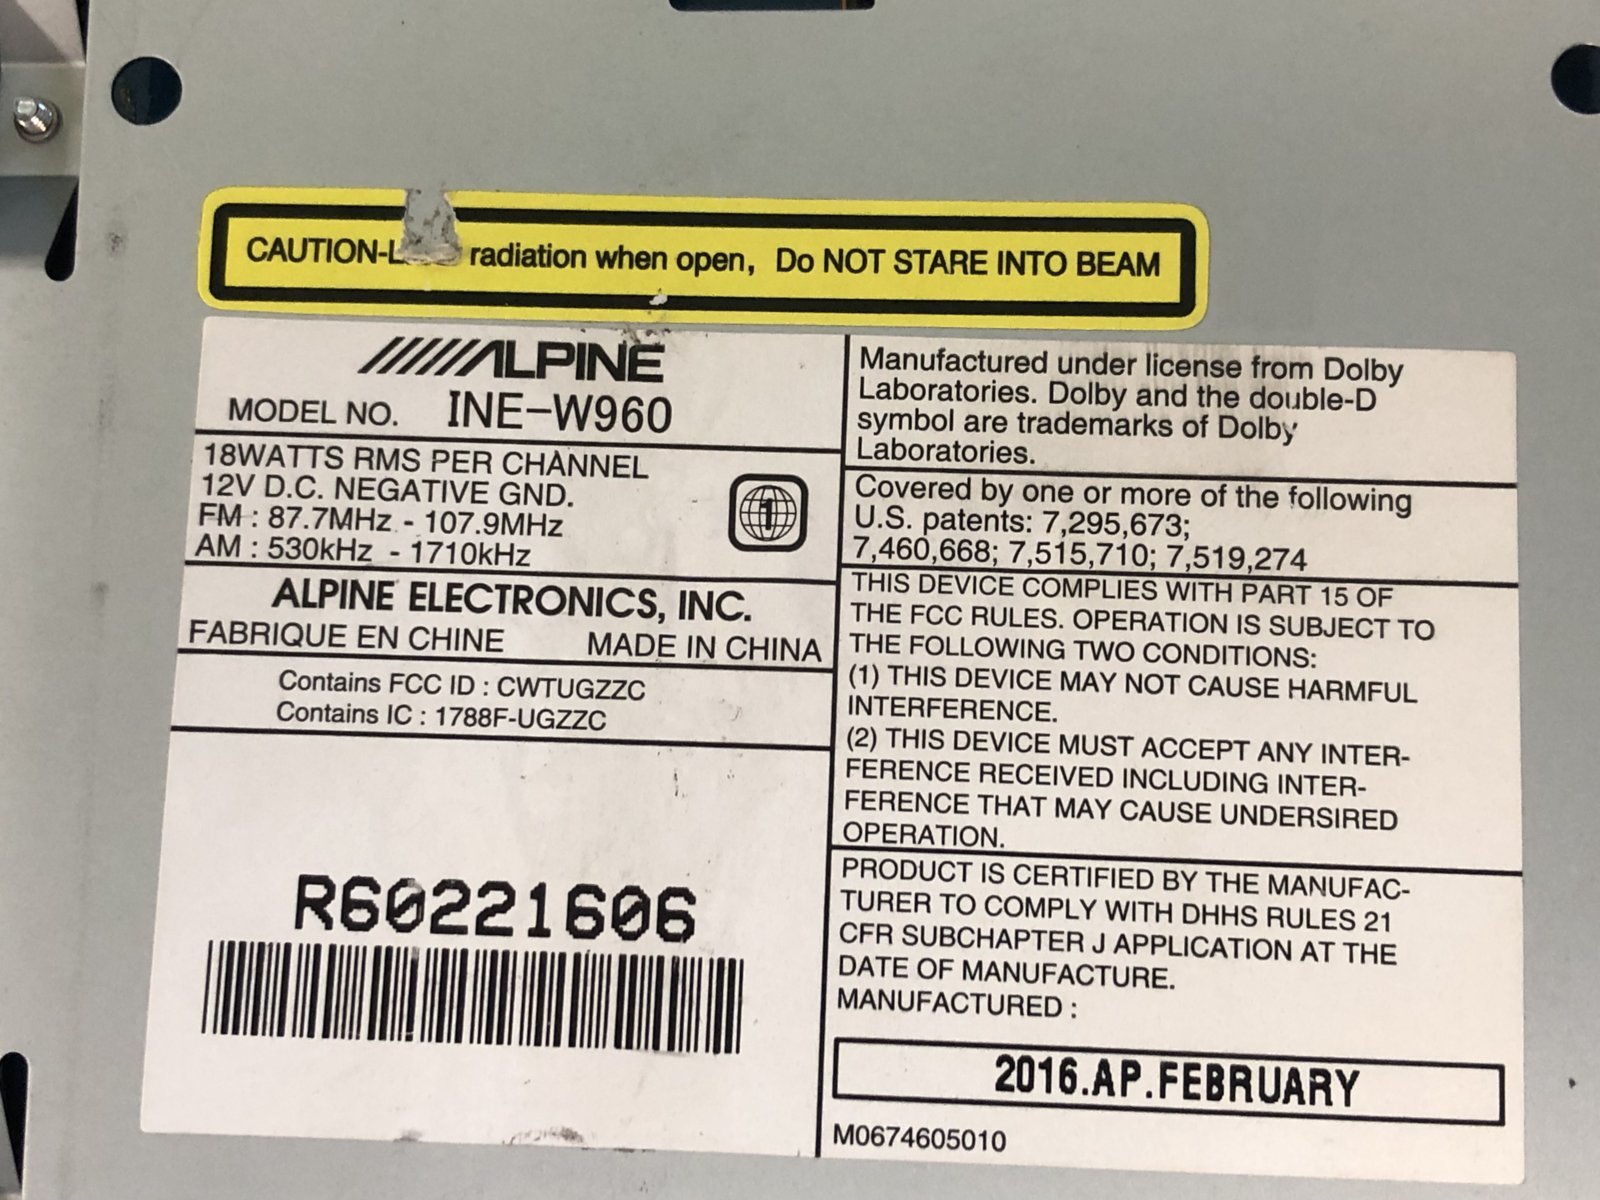 CAUTION-L radiation when open, Do NOT STARE INTO BEAM
ALPINE
MODEL NO. INE-W960
18WATTS RMS PER CHANNEL
12V D.C. NEGATIVE GND.
FM : 87.7MHz - 107.9MHz
AM : 530kHz - 1710kHz
1
ALPINE ELECTRONICS, INC.
FABRIQUE EN CHINE MADE IN CHINA
Contains FCC ID : CWTUGZZC
Contains IC : 1788F-UGZZC
R60221606
Manufactured under license from Dolby
Laboratories. Dolby and the double-D
symbol are trademarks of Dolby
Laboratories.
Covered by one or more of the following
U.S. patents: 7,295,673;
7,460,668; 7,515,710; 7,519,274
THIS DEVICE COMPLIES WITH PART 15 OF
THE FCC RULES. OPERATION IS SUBJECT TO
THE FOLLOWING TWO CONDITIONS:
(1) THIS DEVICE MAY NOT CAUSE HARMFUL
INTERFERENCE.
(2) THIS DEVICE MUST ACCEPT ANY INTER-
FERENCE RECEIVED INCLUDING INTER-
FERENCE THAT MAY CAUSE UNDERSIRED
OPERATION.
PRODUCT IS CERTIFIED BY THE MANUFAC-
TURER TO COMPLY WITH DHHS RULES 21
CFR SUBCHAPTER J APPLICATION AT THE
DATE OF MANUFACTURE.
MANUFACTURED :
2016.AP.FEBRUARY
M0674605010